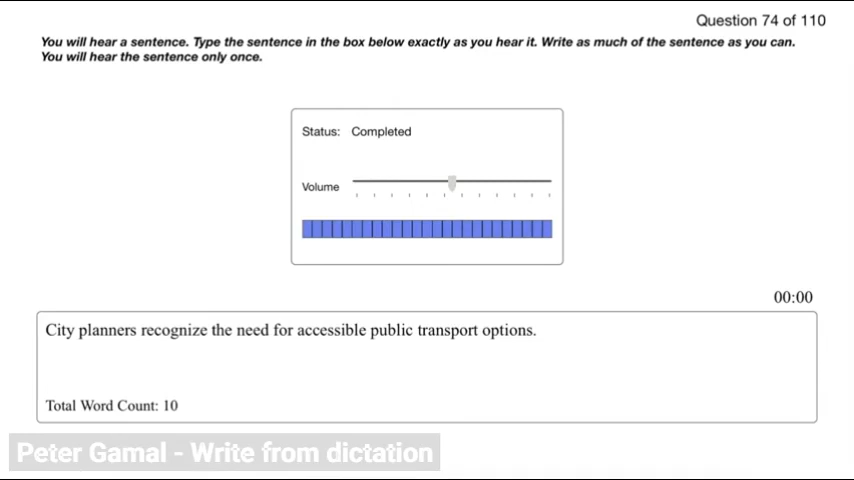 Question 74 of 110
You will hear a sentence. Type the sentence in the box below exactly as you hear it. Write as much of the sentence as you can.
You will hear the sentence only once.
Status: Completed
Volume
00:00
City planners recognize the need for accessible public transport options.
Total Word Count: 10
Peter Gamal - Write from dictation